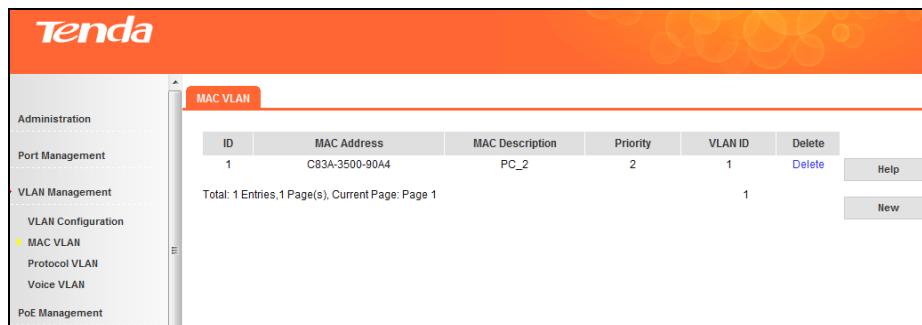 Tenda
MAC VLAN
Administration
Port Management
VLAN Management
VLAN Configuration
MAC VLAN
Protocol VLAN
Voice VLAN
PoE Management
ID MAC Address MAC Description Priority VLAN ID Delete
1 C83A-3500-90A4 PC_2 2 1 Delete
Total: 1 Entries,1 Page(s), Current Page: Page 1 1
Help
New